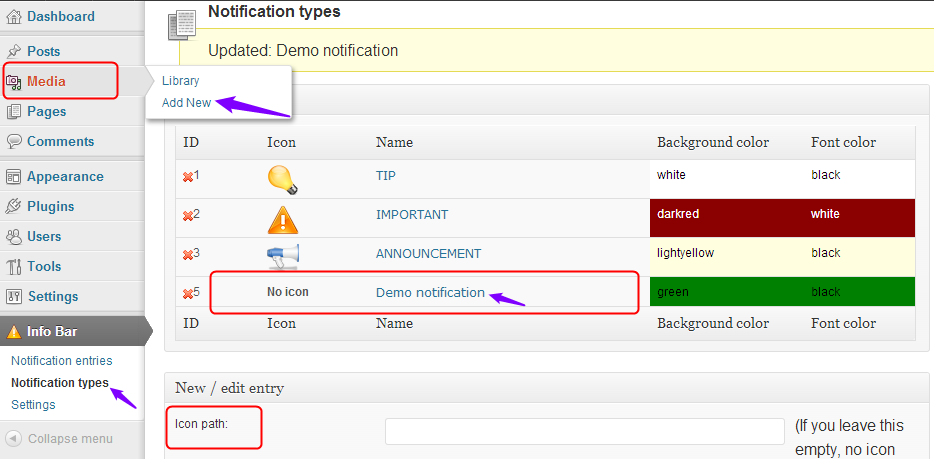 Dashboard
Posts
Media
Library
Add New
Pages
Comments
Appearance
Plugins
Users
Tools
Settings
Info Bar
Notification entries
Notification types
Settings
Collapse menu
Notification types
Updated: Demo notification
ID Icon Name Background color Font color
1 TIP white black
2 IMPORTANT darkred white
3 ANNOUNCEMENT lightyellow black
5 No icon Demo notification green black
ID Icon Name Background color Font color
New / edit entry
Icon path: (If you leave this
empty, no icon